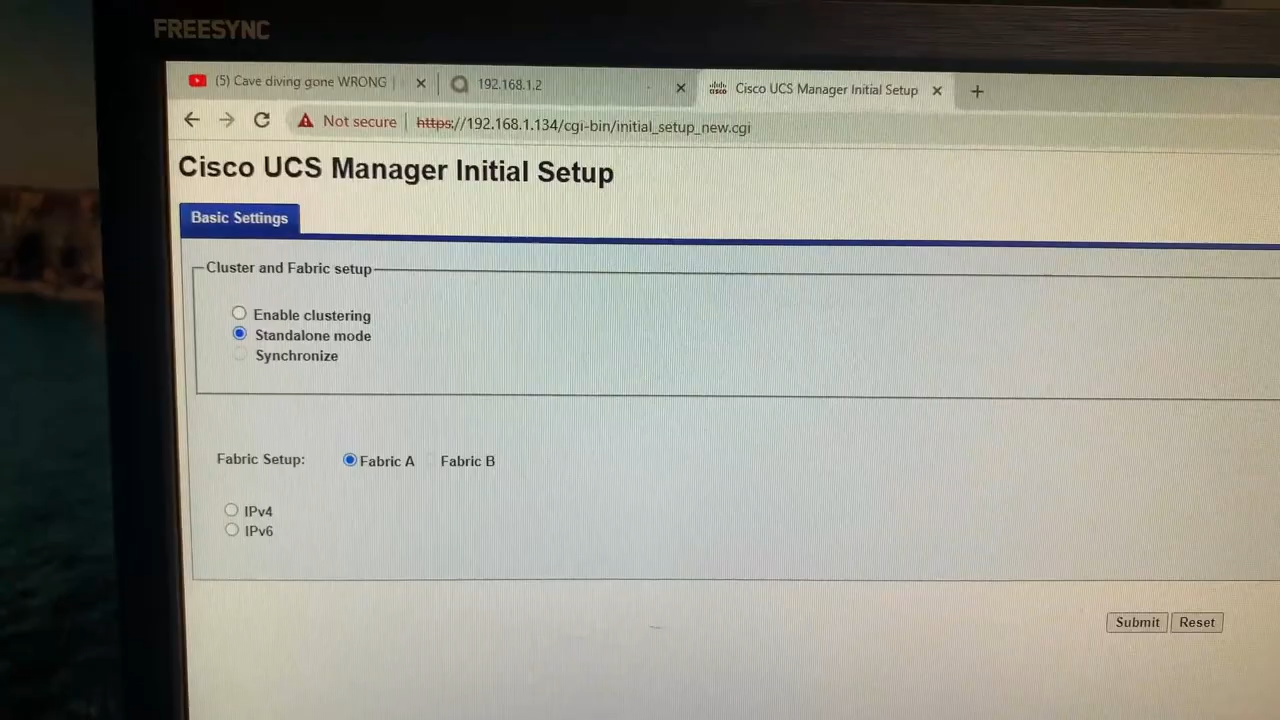 FREESYNC
(5) Cave diving gone WRONG |
192.168.1.2
Cisco UCS Manager Initial Setup
Not secure | https://192.168.1.134/cgi-bin/initial_setup_new.cgi
Cisco UCS Manager Initial Setup
Basic Settings
Cluster and Fabric setup
Enable clustering
Standalone mode
Synchronize
Fabric Setup: Fabric A Fabric B
IPv4
IPv6
Submit Reset